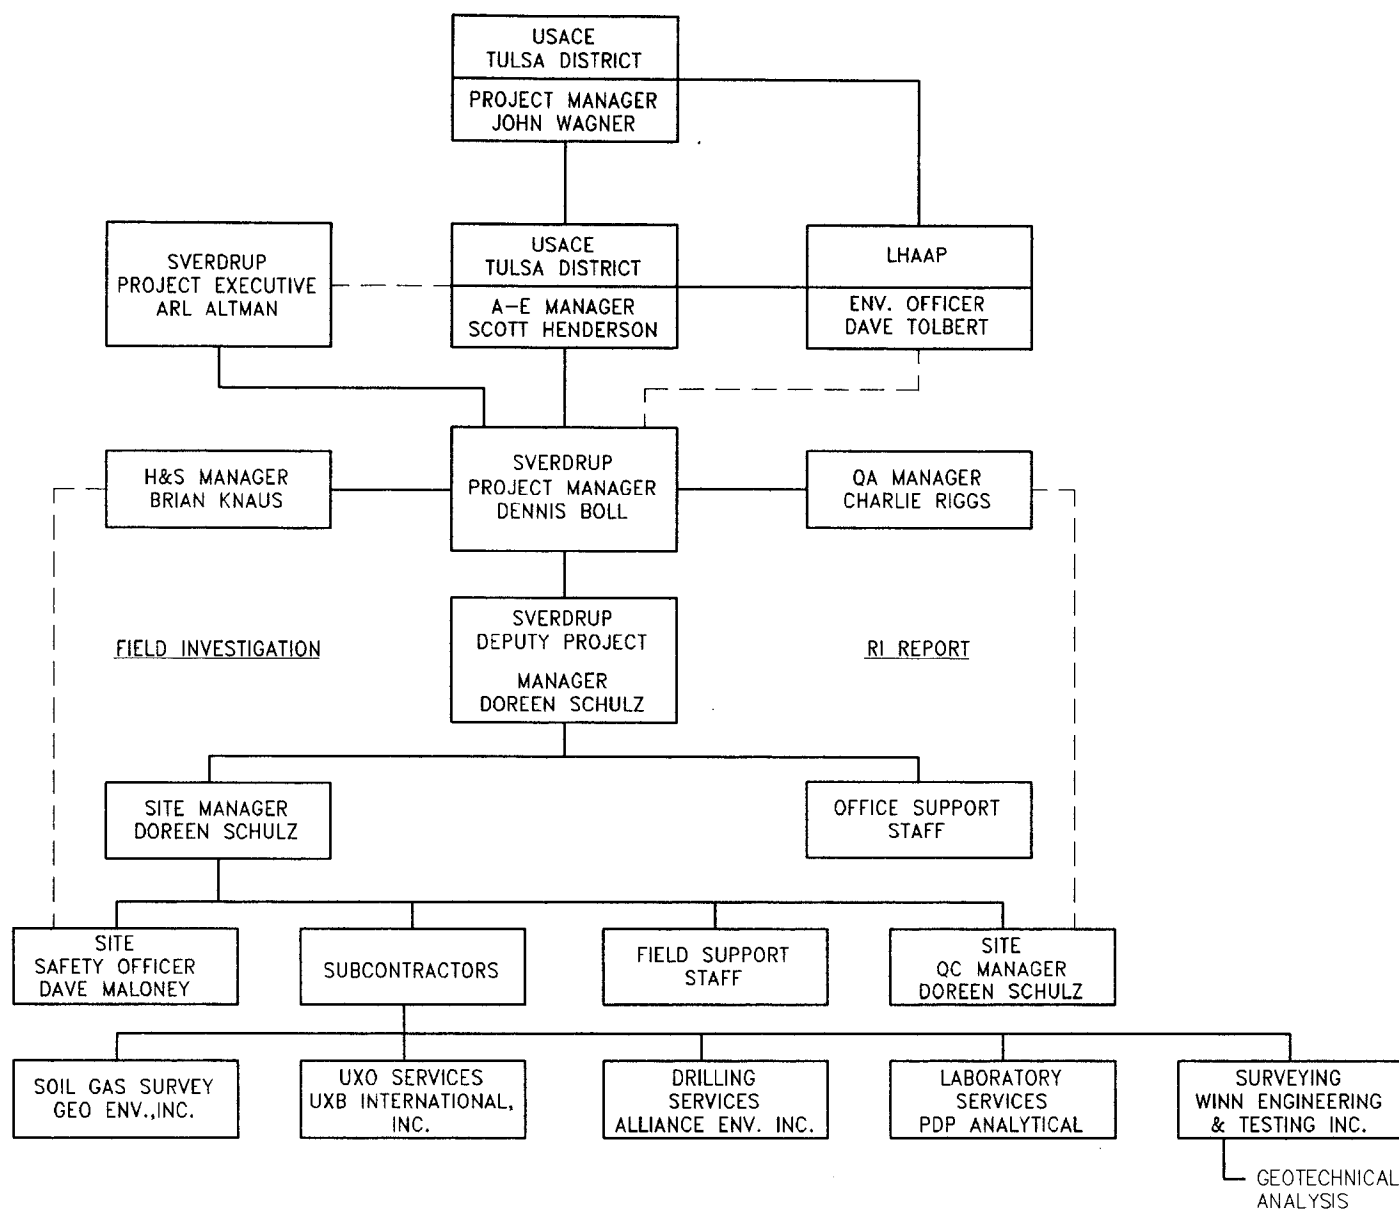 USACE
TULSA DISTRICT
PROJECT MANAGER
JOHN WAGNER
SVERDRUP
PROJECT EXECUTIVE
ARL ALTMAN
USACE
TULSA DISTRICT
A-E MANAGER
SCOTT HENDERSON
LHAAP
ENV. OFFICER
DAVE TOLBERT
H&S MANAGER
BRIAN KNAUS
SVERDRUP
PROJECT MANAGER
DENNIS BOLL
QA MANAGER
CHARLIE RIGGS
FIELD INVESTIGATION
SVERDRUP
DEPUTY PROJECT
MANAGER
DOREEN SCHULZ
RI REPORT
SITE MANAGER
DOREEN SCHULZ
OFFICE SUPPORT
STAFF
SITE
SAFETY OFFICER
DAVE MALONEY
SUBCONTRACTORS
FIELD SUPPORT
STAFF
SITE
QC MANAGER
DOREEN SCHULZ
SOIL GAS SURVEY
GEO ENV.,INC.
UXO SERVICES
UXB INTERNATIONAL,
INC.
DRILLING
SERVICES
ALLIANCE ENV. INC.
LABORATORY
SERVICES
PDP ANALYTICAL
SURVEYING
WINN ENGINEERING
& TESTING INC.
GEOTECHNICAL
ANALYSIS